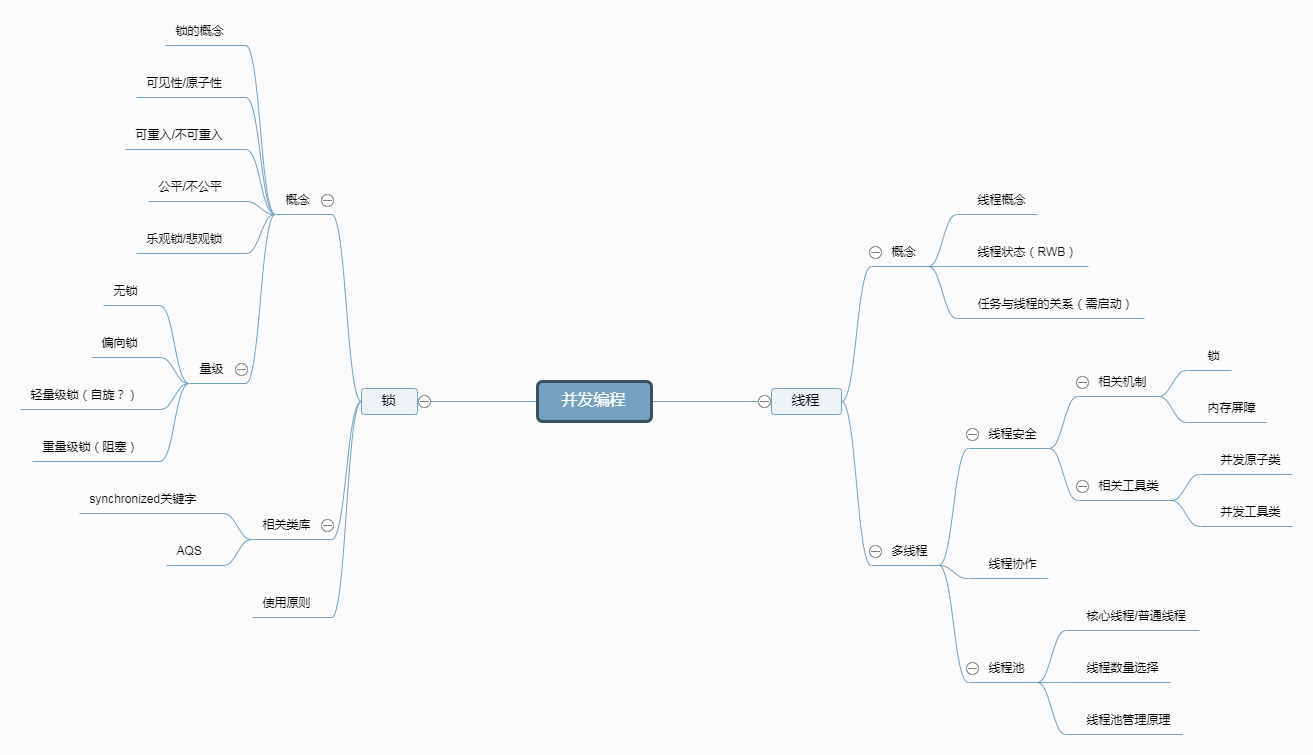 并发编程
锁
概念
锁的概念
可见性/原子性
可重入/不可重入
公平/不公平
乐观锁/悲观锁
量级
无锁
偏向锁
轻量级锁（自旋？）
重量级锁（阻塞）
相关类库
synchronized关键字
AQS
使用原则
线程
概念
线程概念
线程状态（RWB）
任务与线程的关系（需启动）
多线程
线程安全
相关机制
锁
内存屏障
相关工具类
并发原子类
并发工具类
线程协作
线程池
核心线程/普通线程
线程数量选择
线程池管理原理